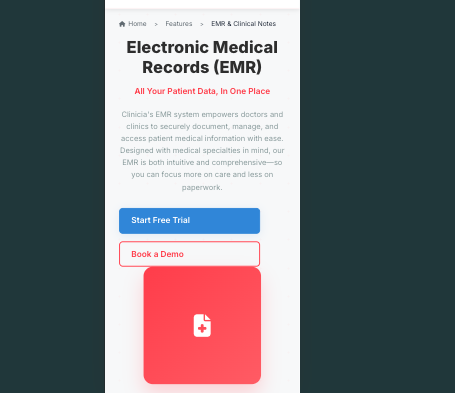 Home > Features > EMR & Clinical Notes
Electronic Medical
Records (EMR)
All Your Patient Data, In One Place
Clinicia's EMR system empowers doctors and
clinics to securely document, manage, and
access patient medical information with ease.
Designed with medical specialties in mind, our
EMR is both intuitive and comprehensive—so
you can focus more on care and less on
paperwork.
Start Free Trial
Book a Demo